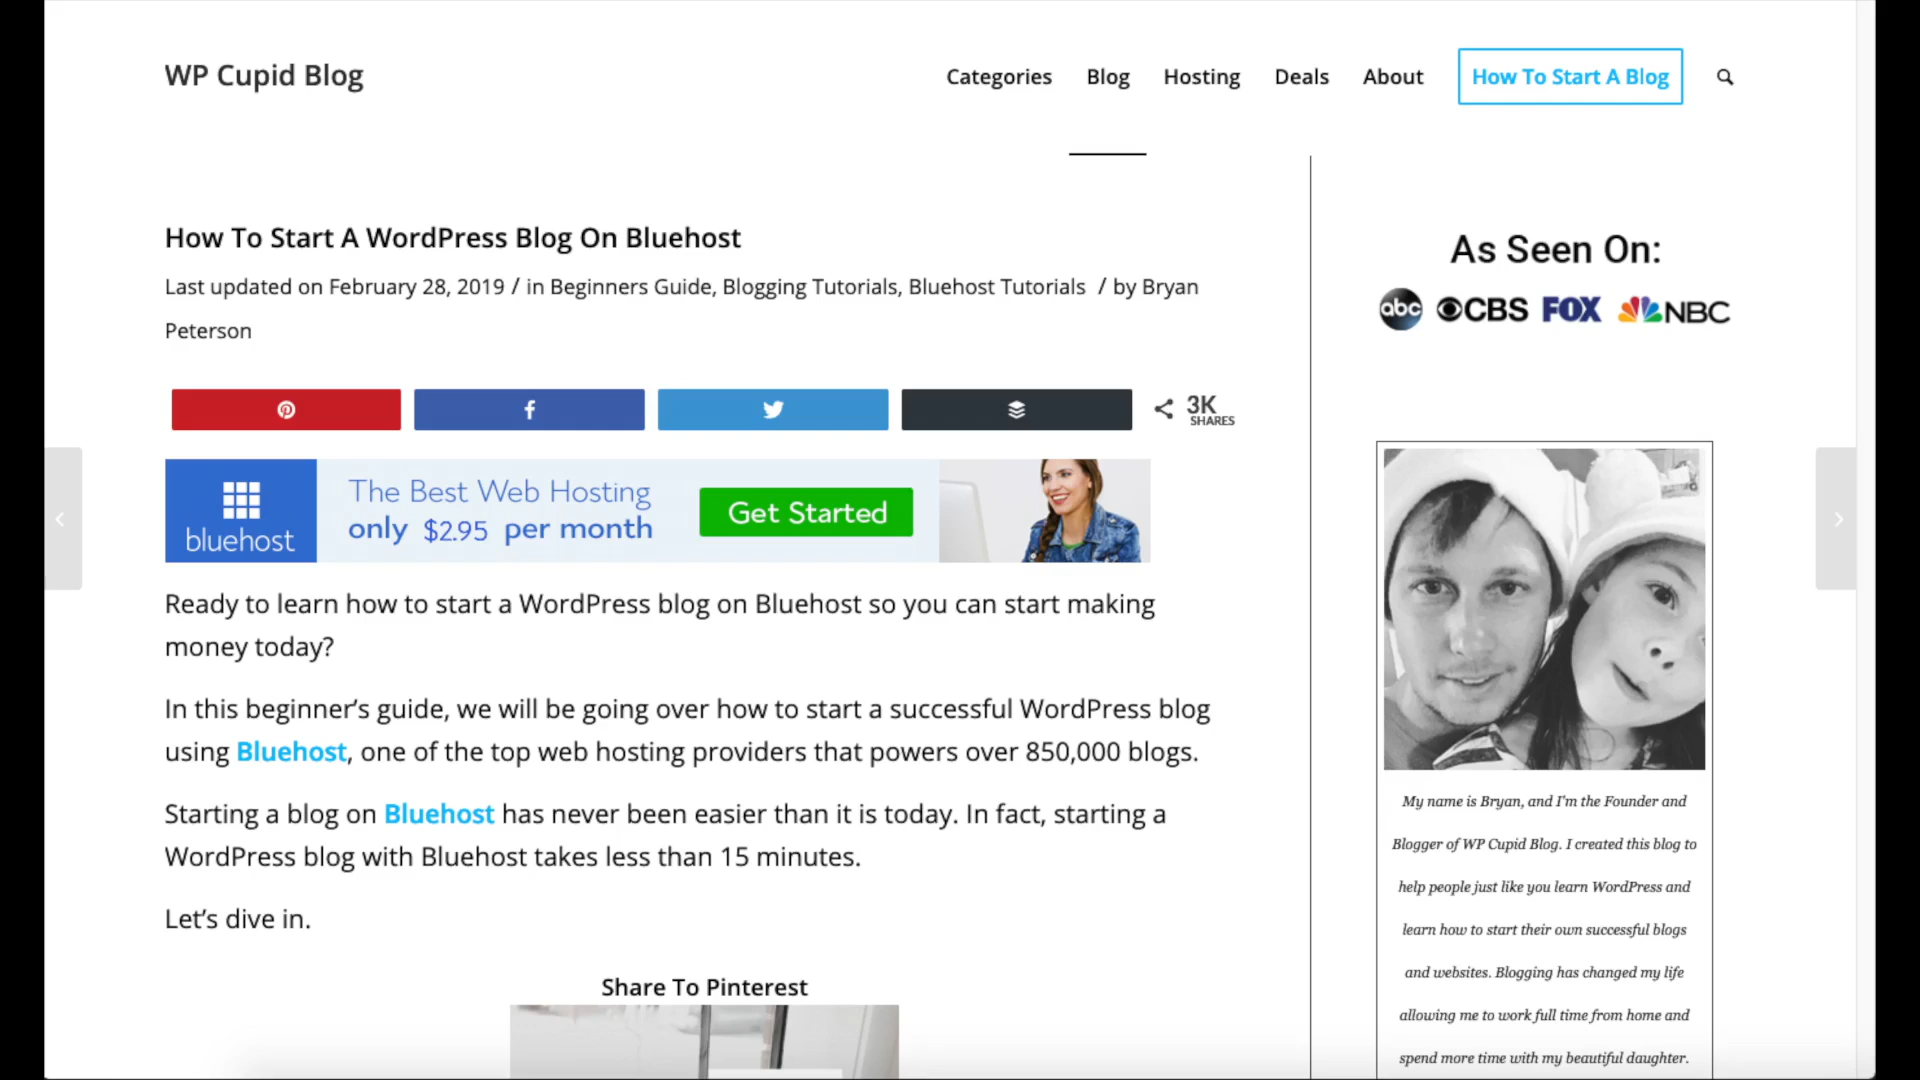 WP Cupid Blog
Categories Blog Hosting Deals About How To Start A Blog
How To Start A WordPress Blog On Bluehost
Last updated on February 28, 2019 / in Beginners Guide, Blogging Tutorials, Bluehost Tutorials / by Bryan
Peterson
3K
SHARES
bluehost
The Best Web Hosting
only $2.95 per month
Get Started
Ready to learn how to start a WordPress blog on Bluehost so you can start making
money today?
In this beginner’s guide, we will be going over how to start a successful WordPress blog
using Bluehost, one of the top web hosting providers that powers over 850,000 blogs.
Starting a blog on Bluehost has never been easier than it is today. In fact, starting a
WordPress blog with Bluehost takes less than 15 minutes.
Let’s dive in.
Share To Pinterest
As Seen On:
abc CBS FOX NBC
My name is Bryan, and I'm the Founder and
Blogger of WP Cupid Blog. I created this blog to
help people just like you learn WordPress and
learn how to start their own successful blogs
and websites. Blogging has changed my life
allowing me to work full time from home and
spend more time with my beautiful daughter.